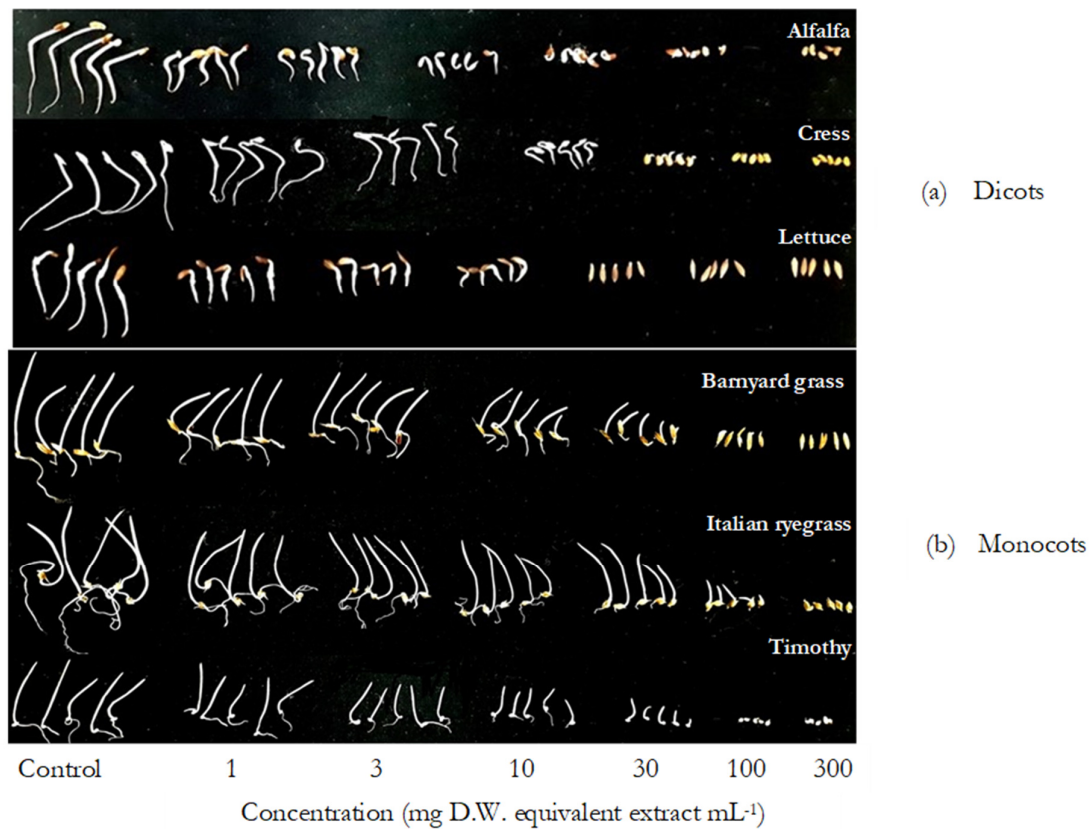 Alfalfa
Cress
(a) Dicots
Lettuce
Barnyard grass
Italian ryegrass
(b) Monocots
Timothy
Control 1 3 10 30 100 300
Concentration (mg D.W. equivalent extract mL⁻¹)